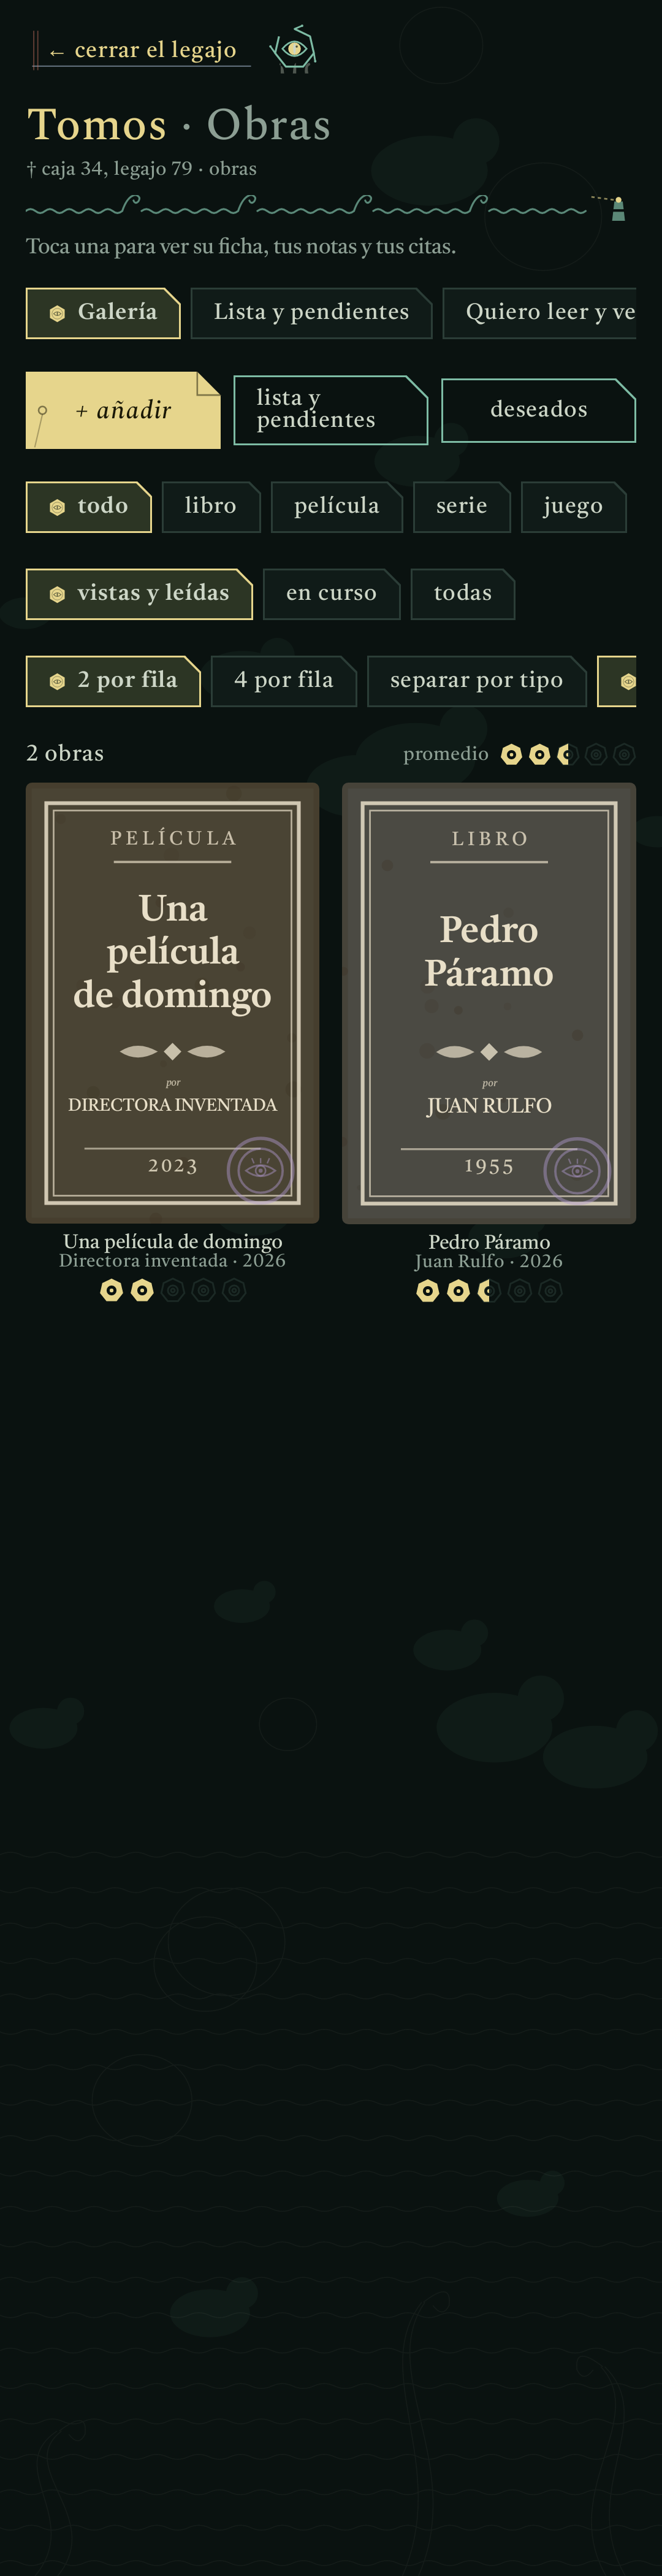 ← cerrar el legajo
Tomos · Obras
† caja 34, legajo 79 · obras
Toca una para ver su ficha, tus notas y tus citas.
Galería
Lista y pendientes
Quiero leer y ve
+ añadir
lista y
pendientes
deseados
todo
libro
película
serie
juego
vistas y leídas
en curso
todas
2 por fila
4 por fila
separar por tipo
2 obras
promedio
PELÍCULA
Una
película
de domingo
por
DIRECTORA INVENTADA
2023
LIBRO
Pedro
Páramo
por
JUAN RULFO
1955
Una película de domingo
Directora inventada · 2026
Pedro Páramo
Juan Rulfo · 2026